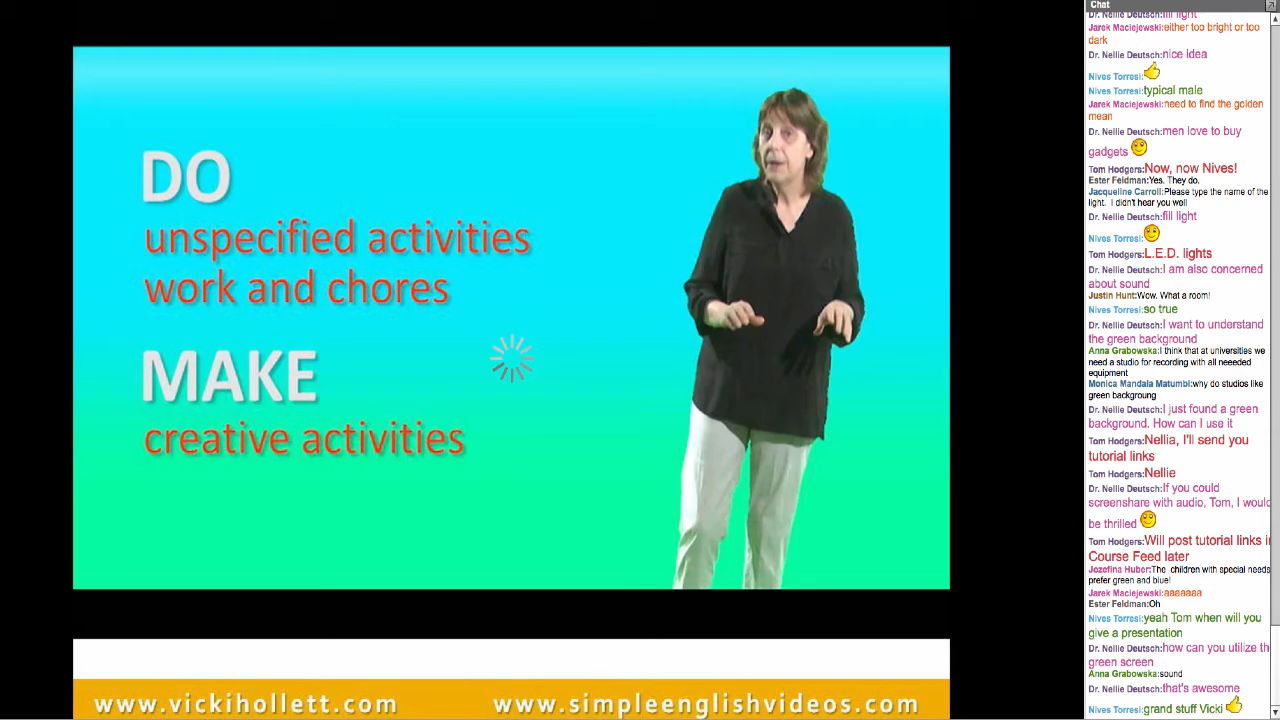 DO
unspecified activities
work and chores
MAKE
creative activities
www.vickihollett.com www.simpleenglishvideos.com
Chat
Dr. Nellie Deutsch:fill light
Jarek Maciejewski:either too bright or too
dark
Dr. Nellie Deutsch:nice idea
Nives Torresi:
Nives Torresi:typical male
Jarek Maciejewski:need to find the golden
mean
Dr. Nellie Deutsch:men love to buy
gadgets
Tom Hodgers:Now, now Nives!
Ester Feldman:Yes. They do.
Jacqueline Carroll:Please type the name of the
light. I didn't hear you well
Dr. Nellie Deutsch:fill light
Nives Torresi:
Tom Hodgers:L.E.D. lights
Dr. Nellie Deutsch:I am also concerned
about sound
Justin Hunt:Wow. What a room!
Nives Torresi:so true
Dr. Nellie Deutsch:I want to understand
the green background
Anna Grabowska:I think that at universities we
need a studio for recording with all neeeded
equipment
Monica Mandala Matumbi:why do studios like
green backgroung
Dr. Nellie Deutsch:I just found a green
background. How can I use it
Tom Hodgers:Nellia, I'll send you
tutorial links
Tom Hodgers:Nellie
Dr. Nellie Deutsch:If you could
screenshare with audio, Tom, I would
be thrilled
Tom Hodgers:Will post tutorial links i
Course Feed later
Jozefina Huber:The children with special needs
prefer green and blue!
Jarek Maciejewski:aaaaaaa
Ester Feldman:Oh
Nives Torresi:yeah Tom when will you
give a presentation
Dr. Nellie Deutsch:how can you utilize th
green screen
Anna Grabowska:sound
Dr. Nellie Deutsch:that's awesome
Nives Torresi:grand stuff Vicki